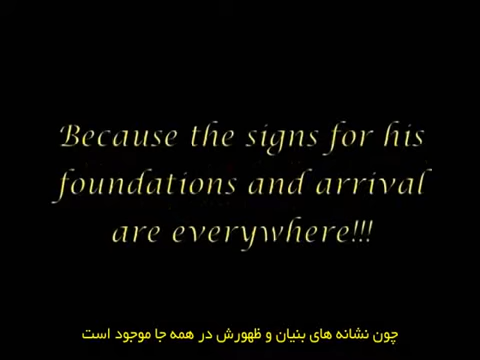 Because the signs for his
foundations and arrival
are everywhere!!!
چون نشانه های بنیان و ظهورش در همه جا موجود است